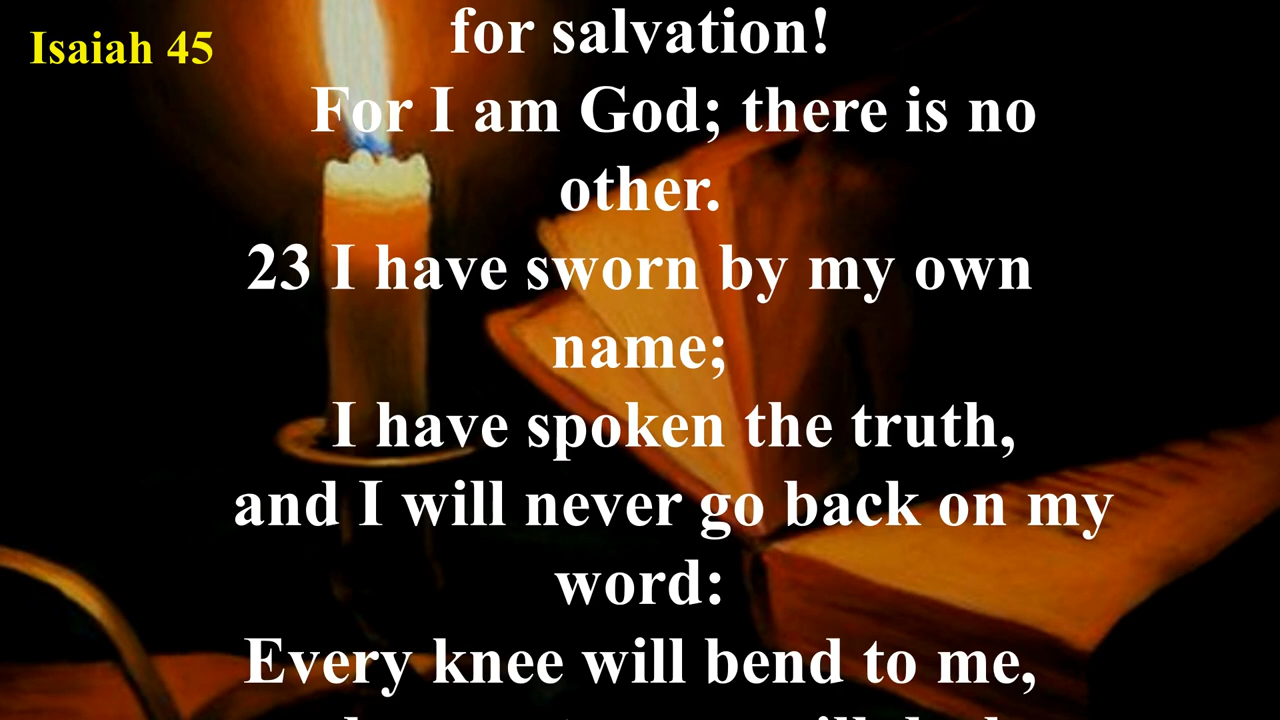 Isaiah 45
for salvation!
For I am God; there is no
other.
23 I have sworn by my own
name;
I have spoken the truth,
and I will never go back on my
word:
Every knee will bend to me,